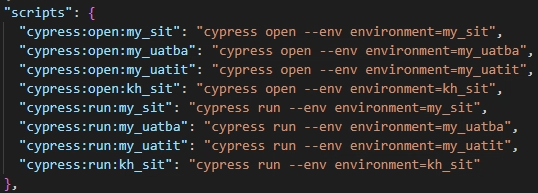 "scripts": {
"cypress:open:my_sit": "cypress open --env environment=my_sit",
"cypress:open:my_uatba": "cypress open --env environment=my_uatba",
"cypress:open:my_uatit": "cypress open --env environment=my_uatit",
"cypress:open:kh_sit": "cypress open --env environment=kh_sit",
"cypress:run:my_sit": "cypress run --env environment=my_sit",
"cypress:run:my_uatba": "cypress run --env environment=my_uatba",
"cypress:run:my_uatit": "cypress run --env environment=my_uatit",
"cypress:run:kh_sit": "cypress run --env environment=kh_sit"
},